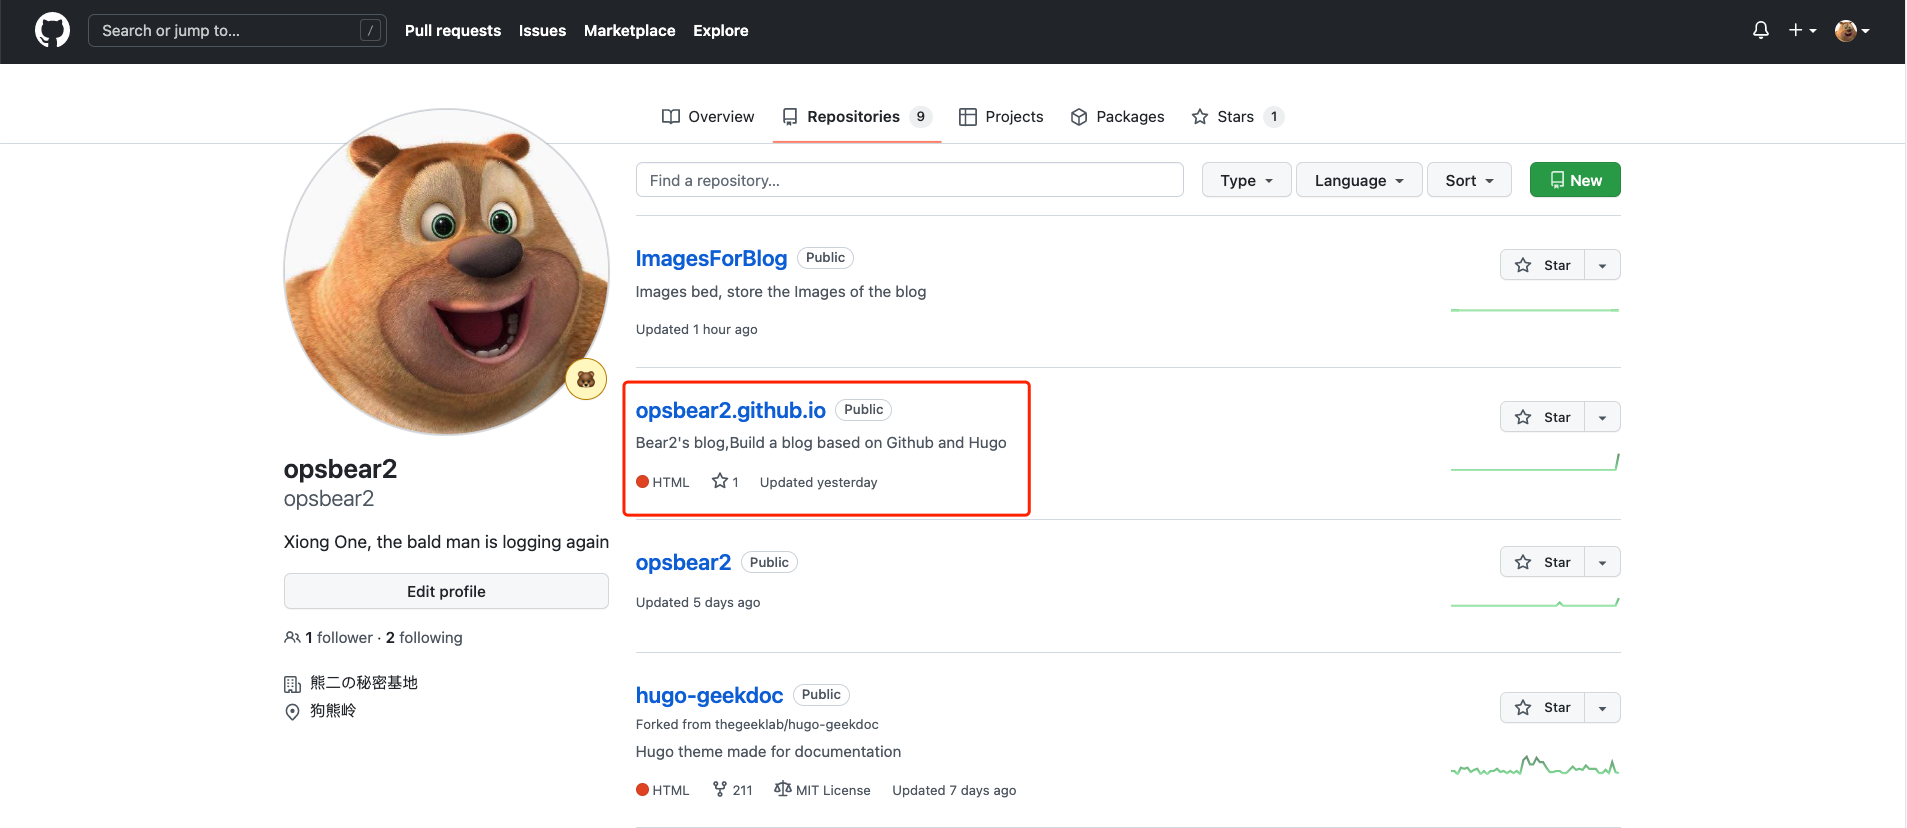 Search or jump to... /
Pull requests Issues Marketplace Explore
Overview Repositories 9 Projects Packages Stars 1
Find a repository... Type Language Sort New
ImagesForBlog Public
Star
Images bed, store the Images of the blog
Updated 1 hour ago
opsbear2.github.io Public
Star
Bear2's blog,Build a blog based on Github and Hugo
HTML 1 Updated yesterday
opsbear2 Public
Star
Updated 5 days ago
hugo-geekdoc Public
Star
Forked from thegeeklab/hugo-geekdoc
Hugo theme made for documentation
HTML 211 MIT License Updated 7 days ago
opsbear2
opsbear2
Xiong One, the bald man is logging again
Edit profile
1 follower · 2 following
熊二の秘密基地
狗熊岭